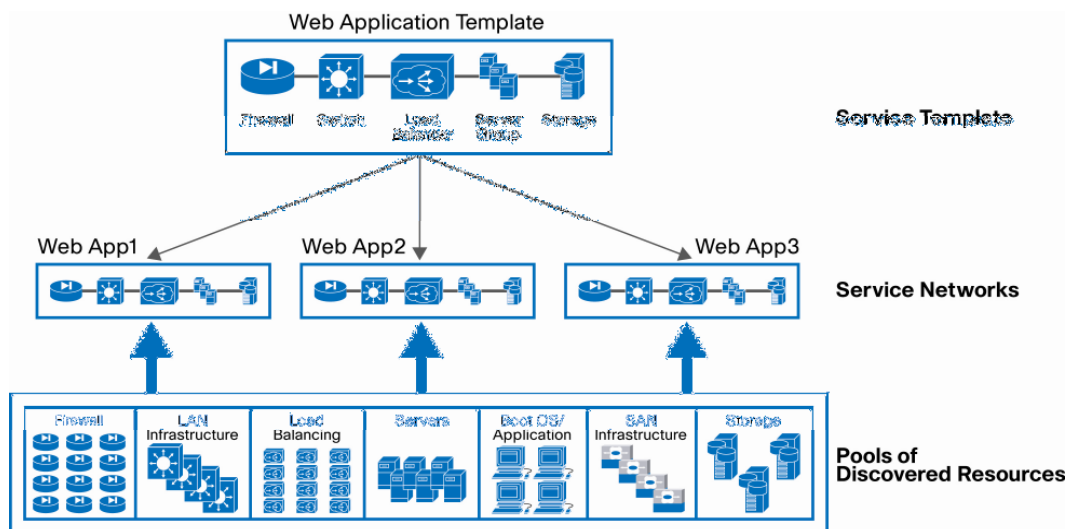 Web Application Template
Firewall
Switch
Load
Balancer
Server
Group
Storage
Service Template
Web App1
Web App2
Web App3
Service Networks
Firewall
LAN
Infrastructure
Load
Balancing
Servers
Boot OS/
Application
SAN
Infrastructure
Storage
Pools of
Discovered Resources